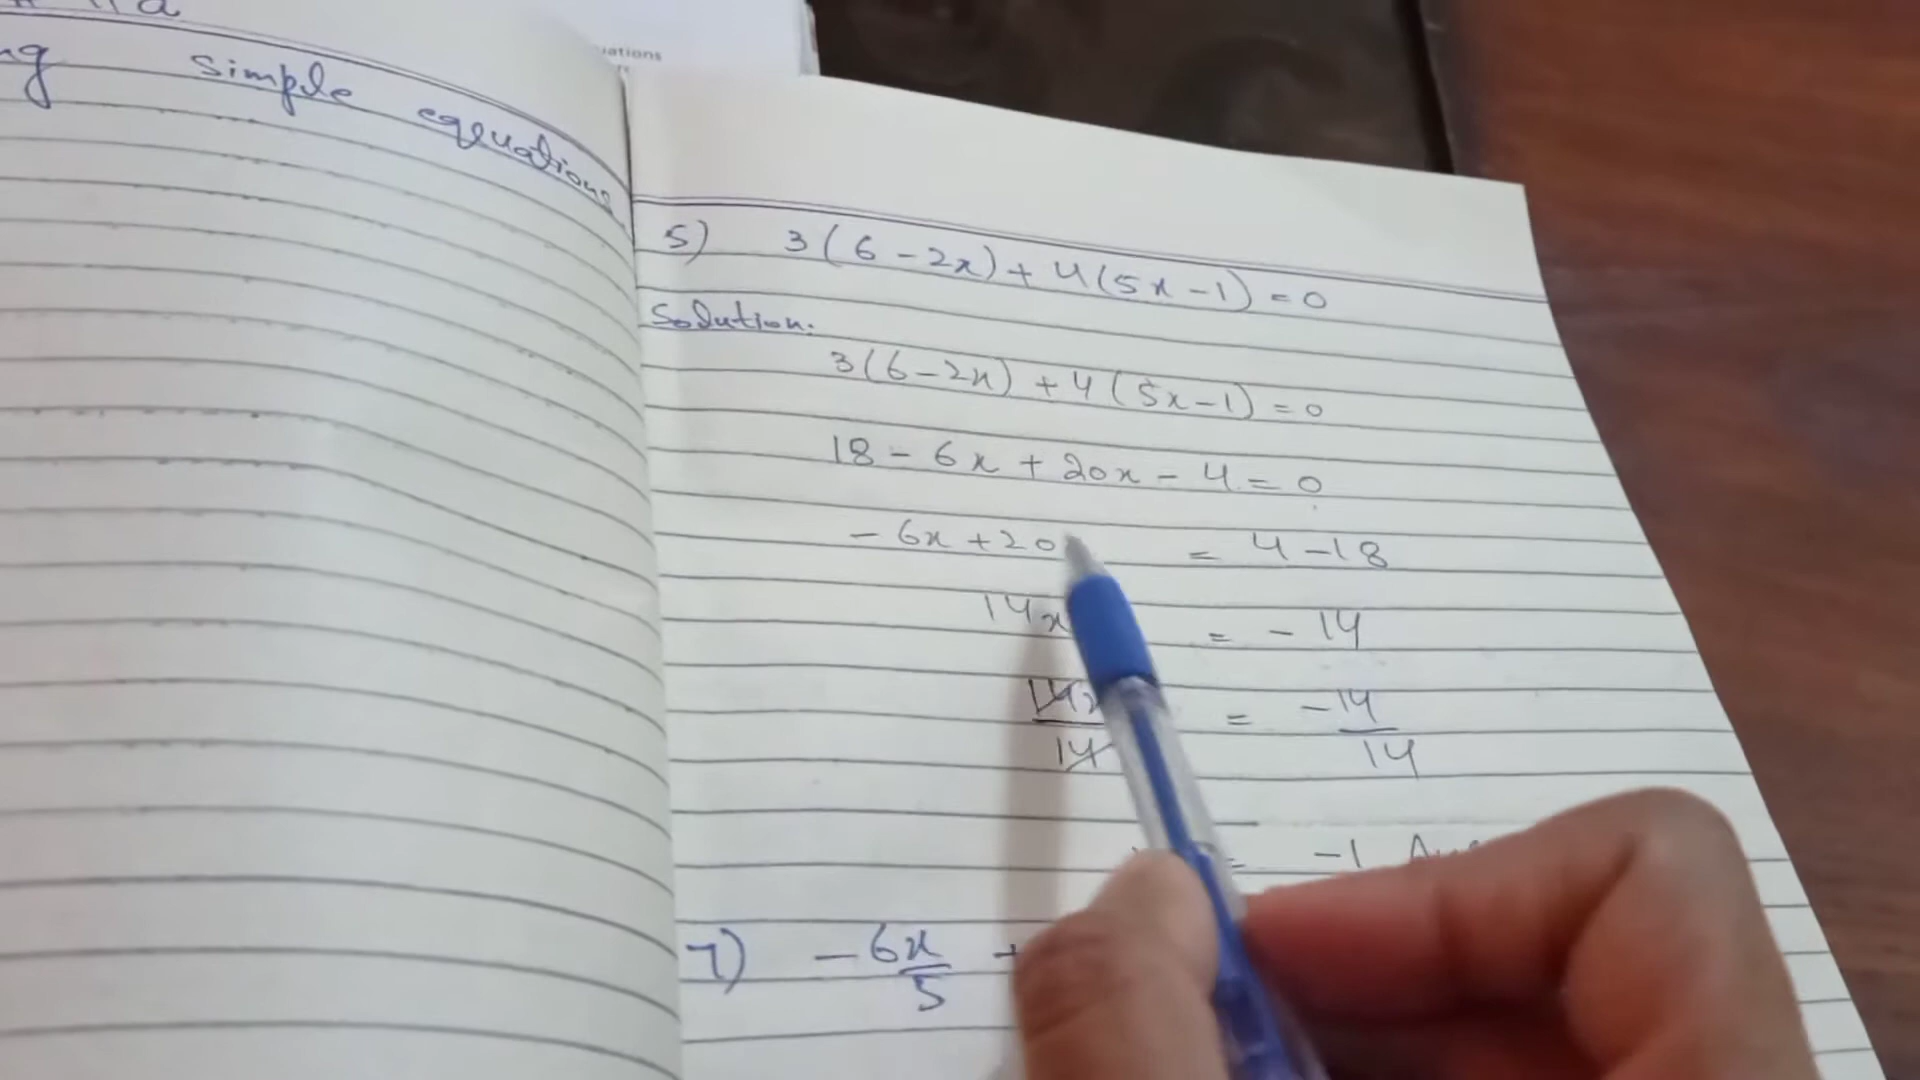 simple equations
5) 3(6-2x)+4(5x-1)=0
Solution:
3(6-2x)+4(5x-1)=0
18-6x+20x-4=0
-6x+20 = 4-18
14x = -14
14x/14 = -14/14
= -1
7) -6x/5 +